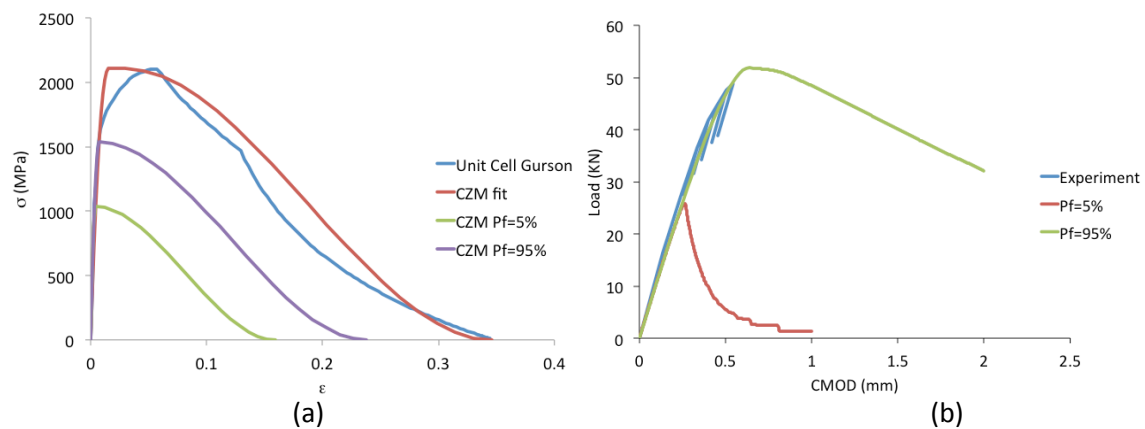 2500
2000
1500
1000
500
0
σ (MPa)
0 0.1 0.2 0.3 0.4
ε
Unit Cell Gurson
CZM fit
CZM Pf=5%
CZM Pf=95%
(a)
60
50
40
30
20
10
0
Load (KN)
0 0.5 1 1.5 2 2.5
CMOD (mm)
Experiment
Pf=5%
Pf=95%
(b)